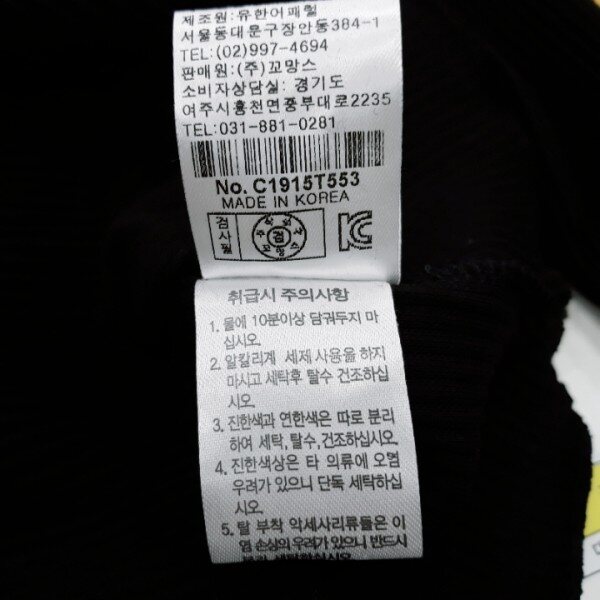 제조원: 유한어패럴
서울동대문구장안동384-1
TEL:(02)997-4694
판매원:(주)꼬망스
소비자상담실: 경기도
여주시흥천면중부대로2235
TEL:031-881-0281
No. C1915T553
MADE IN KOREA
검사필
검
취급시 주의사항
1. 물에 10분이상 담궈두지 마
십시오.
2. 알칼리계 세제 사용을 하지
마시고 세탁후 탈수 건조하십
시오.
3. 진한색과 연한색은 따로 분리
하여 세탁,탈수,건조하십시오.
4. 진한색상은 타 의류에 오염
우려가 있으니 단독 세탁하십
시오.
5. 탈 부착 악세사리류들은 이
염 손상의 우려가 있으니 반드시